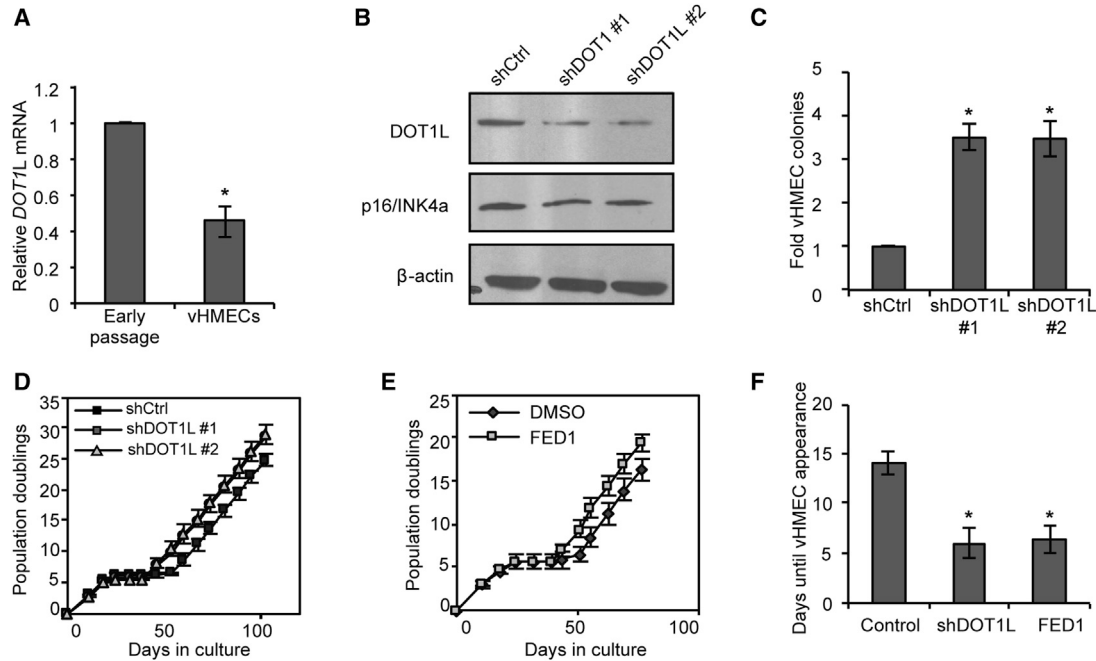 A
Relative DOT1L mRNA
1.2
1
0.8
0.6
0.4
0.2
0
*
Early
passage
vHMECs
B
shCtrl
shDOT1 #1
shDOT1L #2
DOT1L
p16/INK4a
β-actin
C
Fold vHMEC colonies
5
4
3
2
1
0
*
*
shCtrl
shDOT1L
#1
shDOT1L
#2
D
Population doublings
35
30
25
20
15
10
5
0
shCtrl
shDOT1L #1
shDOT1L #2
0
50
100
Days in culture
E
Population doublings
25
20
15
10
5
0
DMSO
FED1
0
50
100
Days in culture
F
Days until vHMEC appearance
20
15
10
5
0
*
*
Control
shDOT1L
FED1